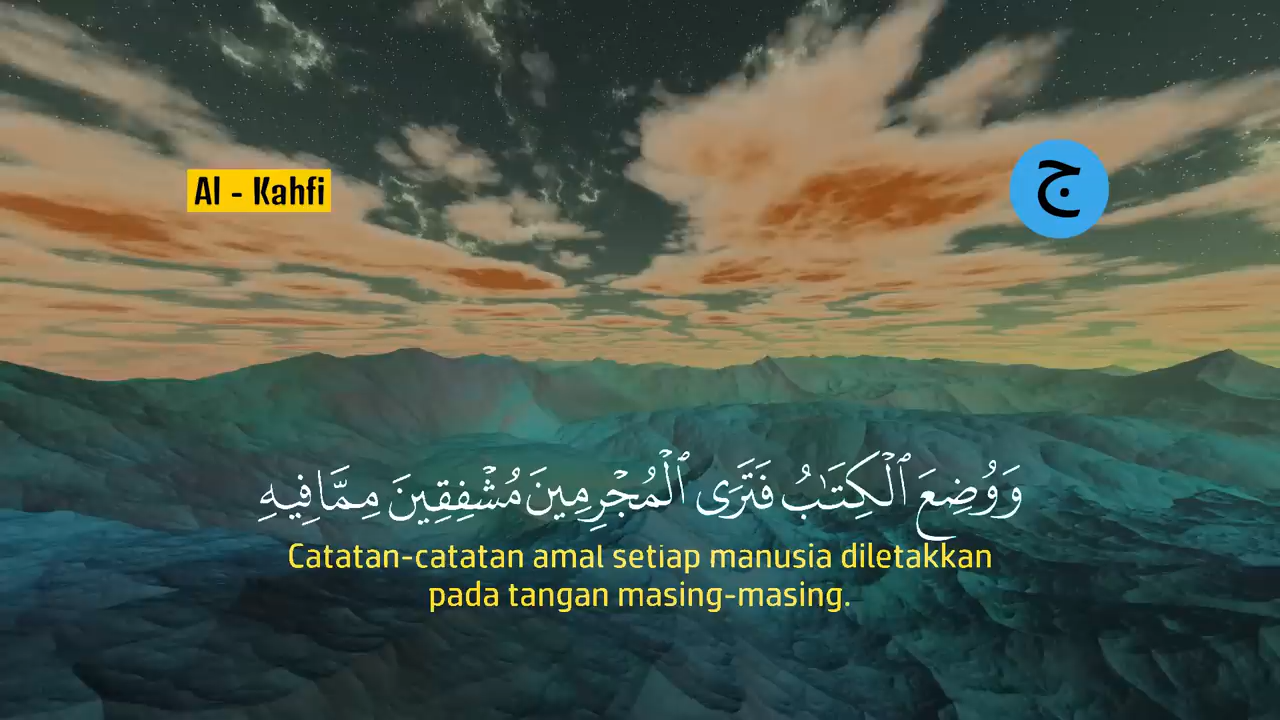 Al - Kahfi
ج
وَوُضِعَ ٱلْكِتَـٰبُ فَتَرَى ٱلْمُجْرِمِينَ مُشْفِقِينَ مِمَّا فِيهِ
Catatan-catatan amal setiap manusia diletakkan
pada tangan masing-masing.